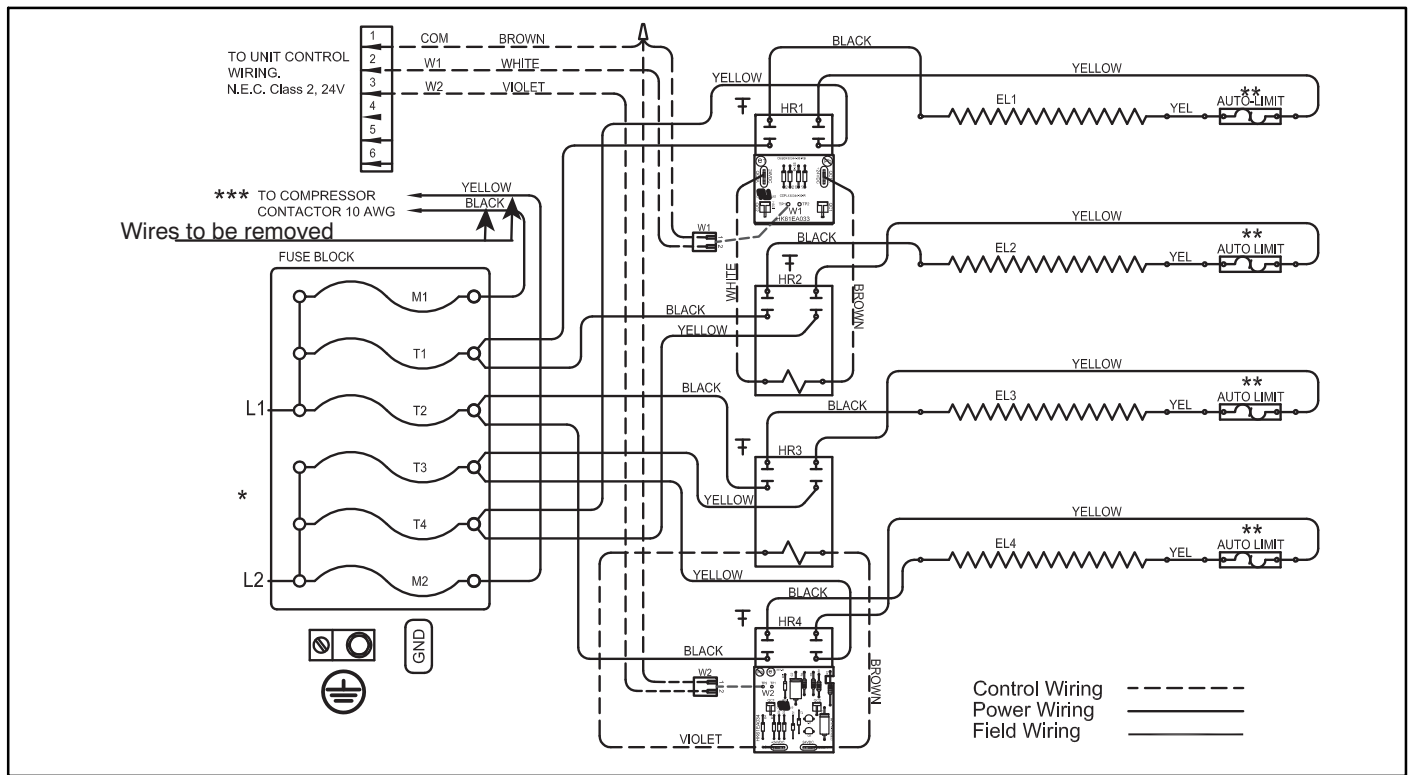 TO UNIT CONTROL
WIRING.
N.E.C. Class 2, 24V
1
2
3
4
5
6
COM BROWN
W1 WHITE
W2 VIOLET
*** TO COMPRESSOR
CONTACTOR 10 AWG
YELLOW
BLACK
Wires to be removed
FUSE BLOCK
M1
T1
T2
T3
T4
M2
L1
L2
*
GND
BLACK
YELLOW
YELLOW
HR1
EL1
YEL
**
AUTO-LIMIT
W1
W1
HK61EA033
WHITE
BROWN
BLACK
YELLOW
HR2
EL2
YEL
**
AUTO LIMIT
BLACK
YELLOW
BLACK
BLACK
YELLOW
HR3
EL3
YEL
**
AUTO LIMIT
YELLOW
YELLOW
BLACK
YELLOW
HR4
EL4
YEL
**
AUTO LIMIT
BLACK
W2
W2
BROWN
VIOLET
Control Wiring
Power Wiring
Field Wiring